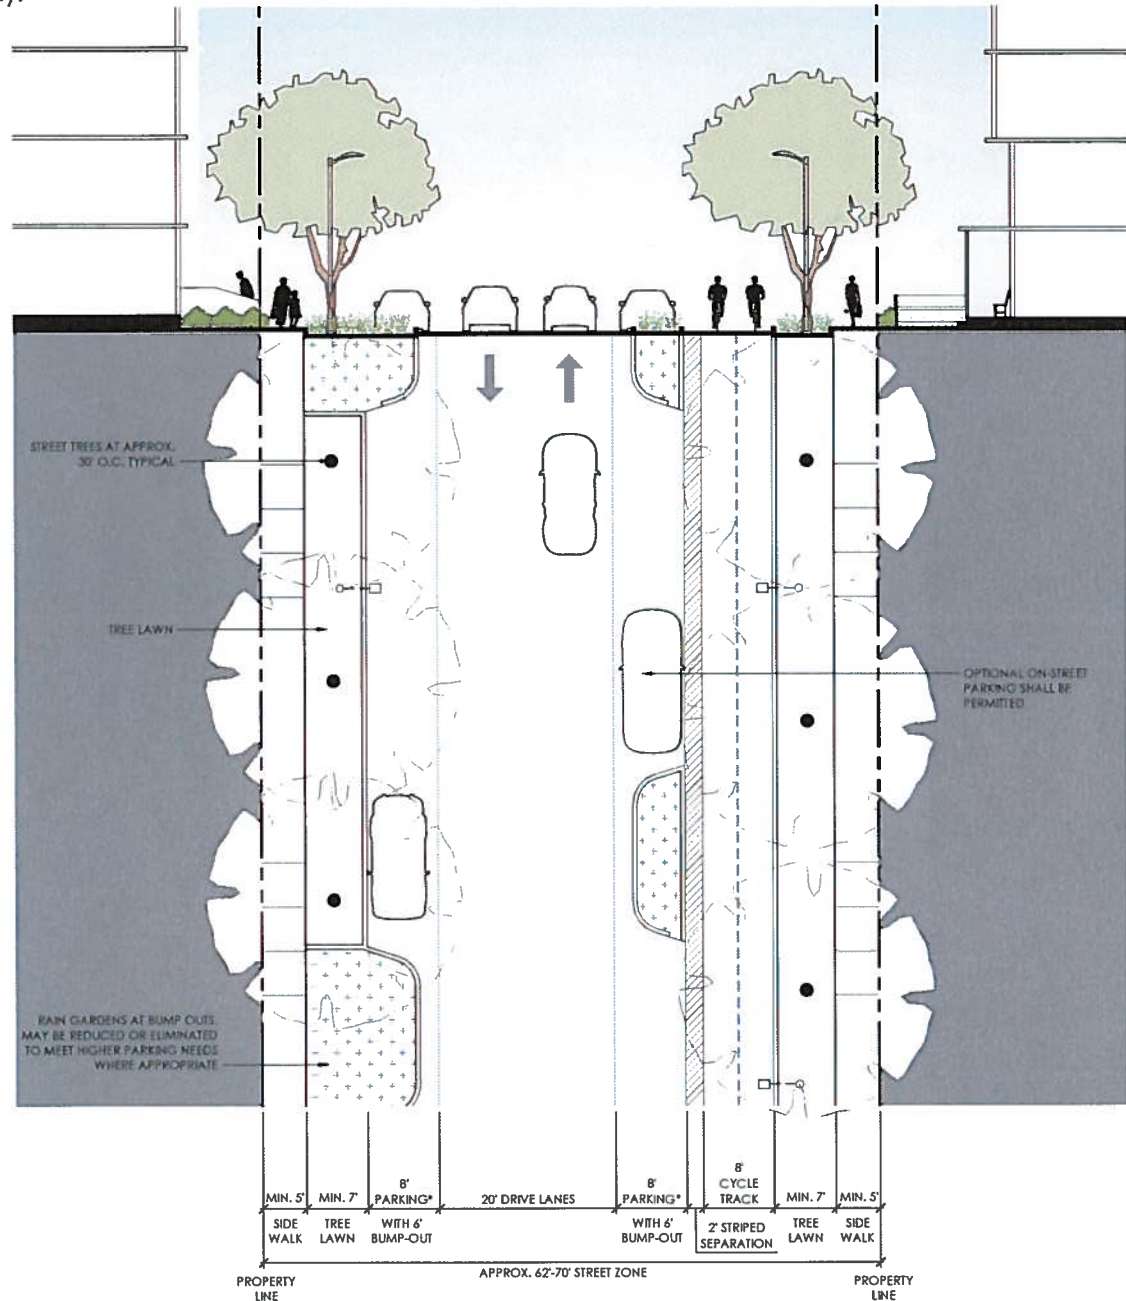 y).
STREET TREES AT APPROX.
30' O.C. TYPICAL
TREE LAWN
OPTIONAL ON-STREET
PARKING SHALL BE
PERMITTED
RAIN GARDENS AT BUMP OUTS.
MAY BE REDUCED OR ELIMINATED
TO MEET HIGHER PARKING NEEDS
WHERE APPROPRIATE
MIN. 5'
MIN. 7'
8'
PARKING*
20' DRIVE LANES
8'
PARKING*
8'
CYCLE
TRACK
MIN. 7'
MIN. 5'
SIDE
WALK
TREE
LAWN
WITH 6'
BUMP-OUT
WITH 6'
BUMP-OUT
2' STRIPED
SEPARATION
TREE
LAWN
SIDE
WALK
APPROX. 62'-70' STREET ZONE
PROPERTY
LINE
PROPERTY
LINE